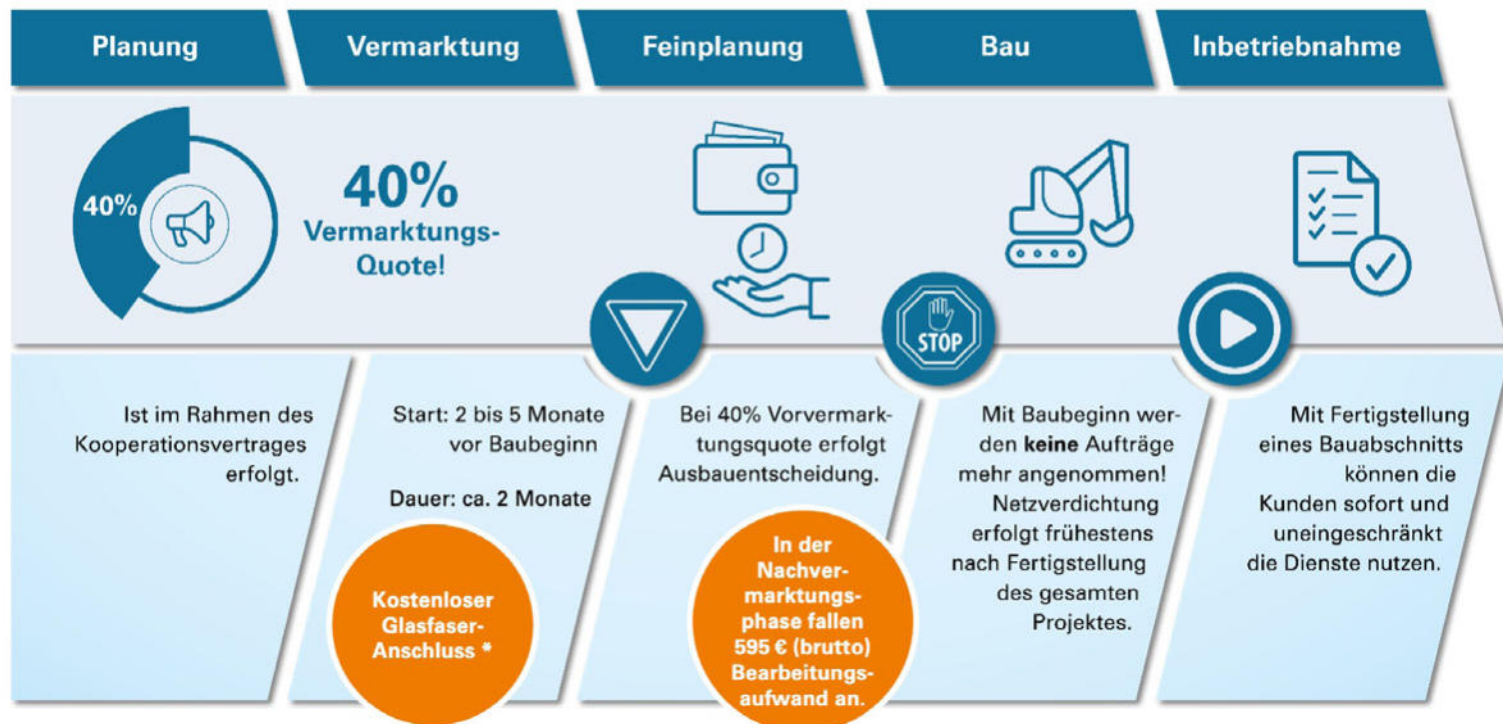 Planung
Vermarktung
Feinplanung
Bau
Inbetriebnahme
40%
40%
Vermarktungs-
Quote!
STOP
Ist im Rahmen des
Kooperationsvertrages
erfolgt.
Start: 2 bis 5 Monate
vor Baubeginn
Dauer: ca. 2 Monate
Kostenloser
Glasfaser-
Anschluss *
Bei 40% Vorvermark-
tungsquote erfolgt
Ausbauentscheidung.
In der
Nachver-
marktungs-
phase fallen
595 € (brutto)
Bearbeitungs-
aufwand an.
Mit Baubeginn wer-
den keine Aufträge
mehr angenommen!
Netzverdichtung
erfolgt frühestens
nach Fertigstellung
des gesamten
Projektes.
Mit Fertigstellung
eines Bauabschnitts
können die
Kunden sofort und
uneingeschränkt
die Dienste nutzen.